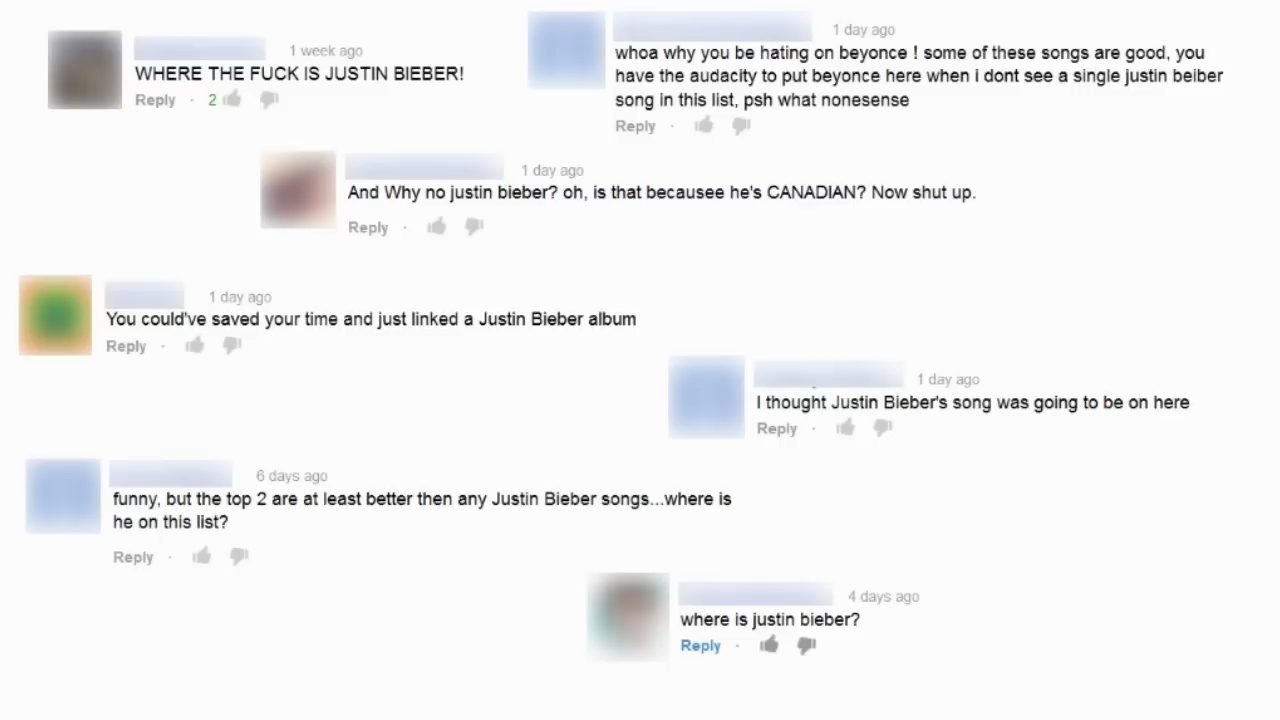 1 week ago
WHERE THE FUCK IS JUSTIN BIEBER!
Reply · 2
1 day ago
whoa why you be hating on beyonce ! some of these songs are good, you
have the audacity to put beyonce here when i dont see a single justin beiber
song in this list, psh what nonesense
Reply ·
1 day ago
And Why no justin bieber? oh, is that becausee he's CANADIAN? Now shut up.
Reply ·
1 day ago
You could've saved your time and just linked a Justin Bieber album
Reply ·
1 day ago
I thought Justin Bieber's song was going to be on here
Reply ·
6 days ago
funny, but the top 2 are at least better then any Justin Bieber songs...where is
he on this list?
Reply ·
4 days ago
where is justin bieber?
Reply ·